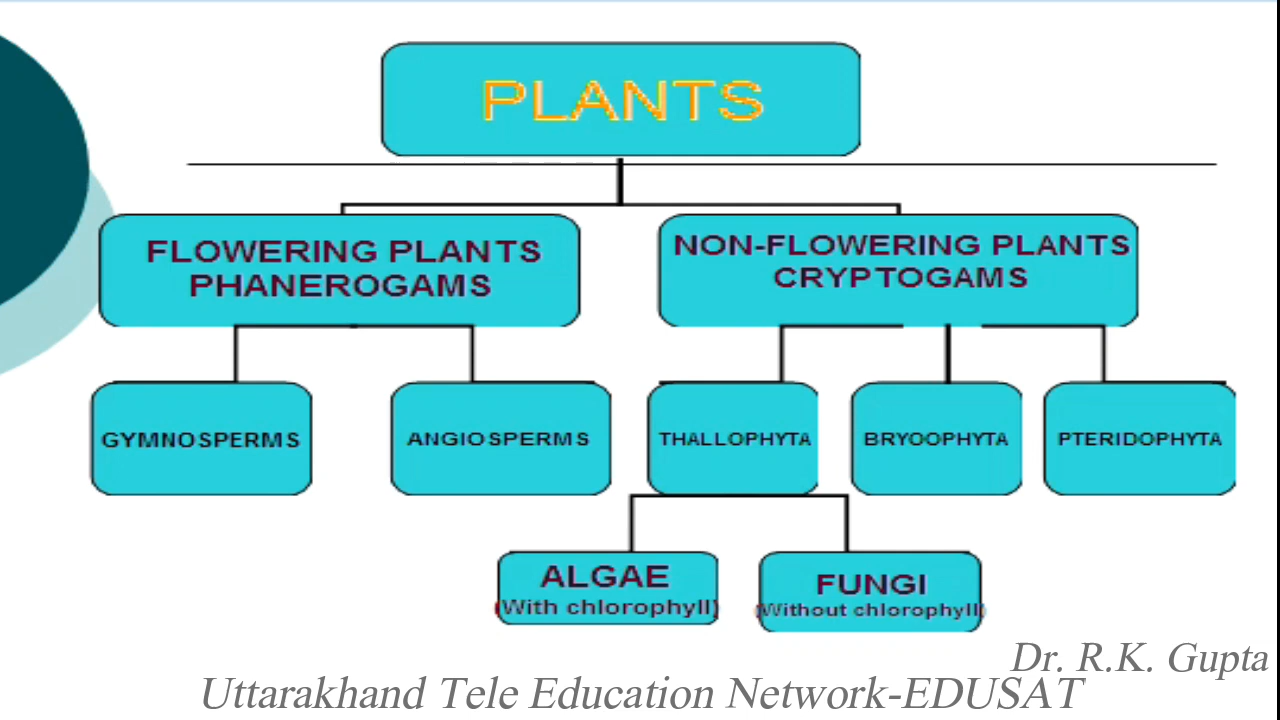 PLANTS
FLOWERING PLANTS
PHANEROGAMS
NON-FLOWERING PLANTS
CRYPTOGAMS
GYMNOSPERMS
ANGIOSPERMS
THALLOPHYTA
BRYOOPHYTA
PTERIDOPHYTA
ALGAE
(With chlorophyll)
FUNGI
(Without chlorophyll)
Dr. R.K. Gupta
Uttarakhand Tele Education Network-EDUSAT